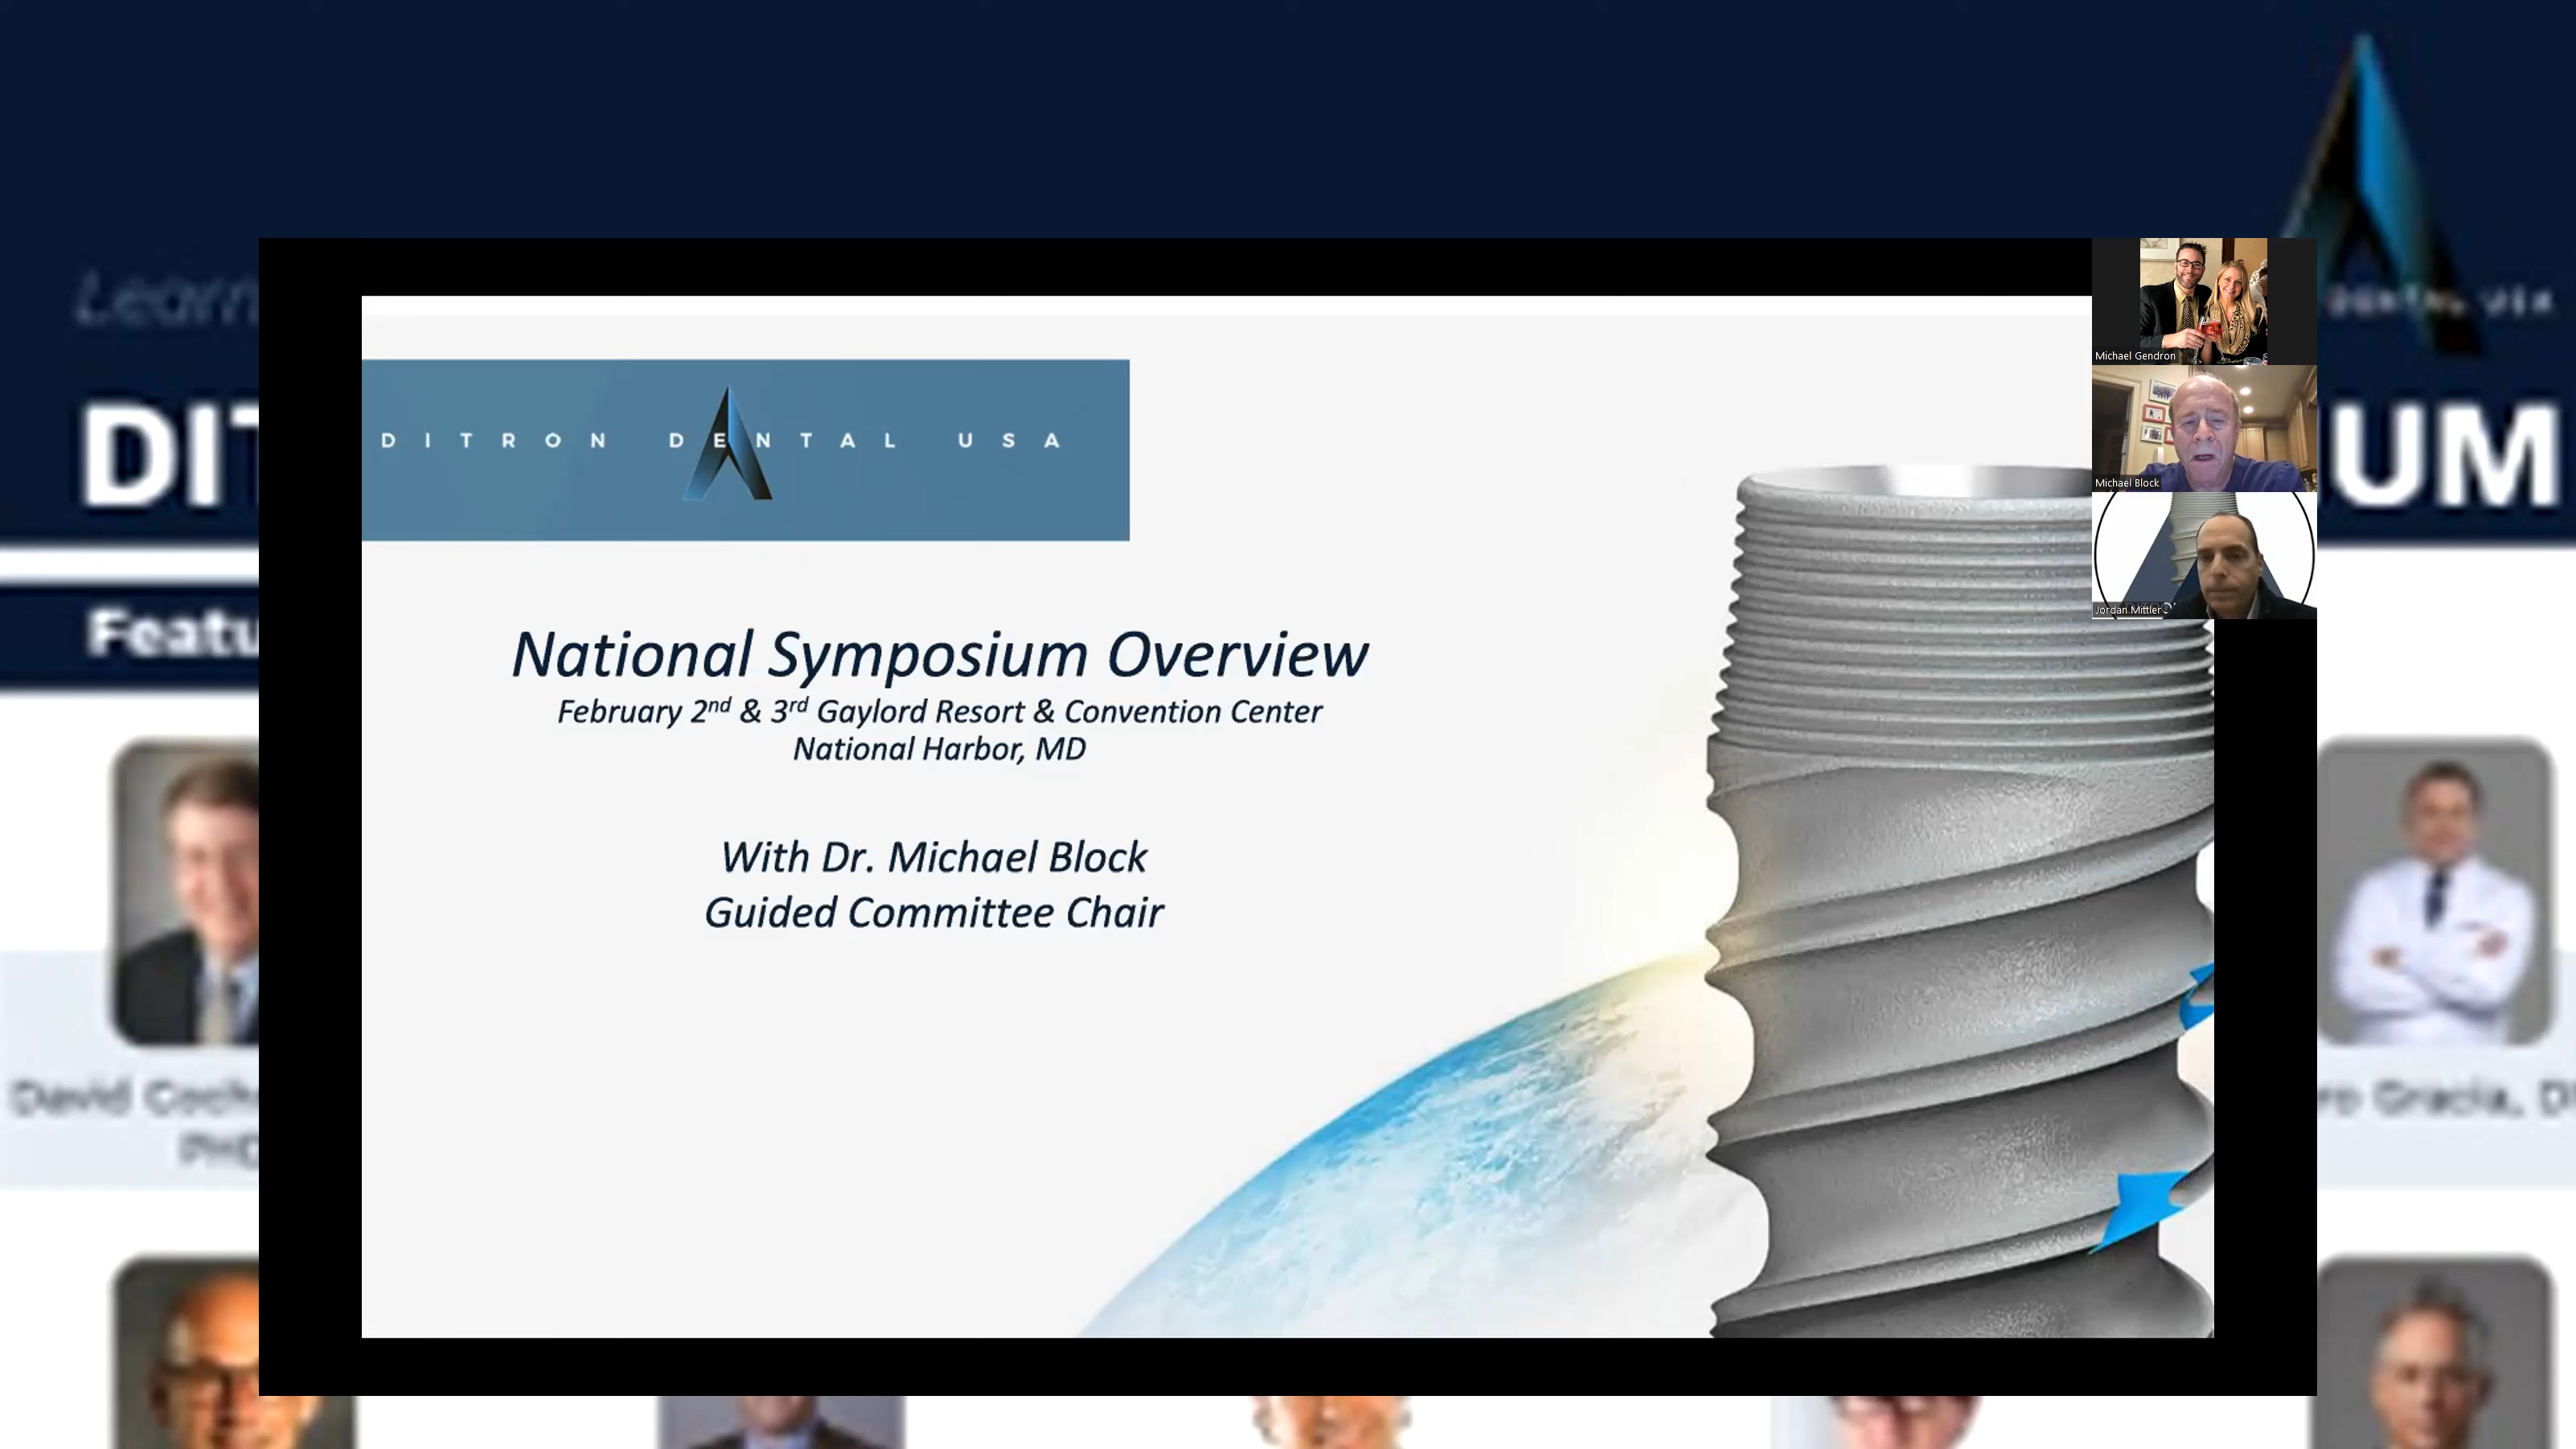 Learn
DIT
UM
Featu
DENTAL USA
DITRON DENTAL USA
National Symposium Overview
February 2nd & 3rd Gaylord Resort & Convention Center
National Harbor, MD
With Dr. Michael Block
Guided Committee Chair
Michael Gendron
Michael Block
Jordan Mittler
David Coch
PHD
ro Gracia, D